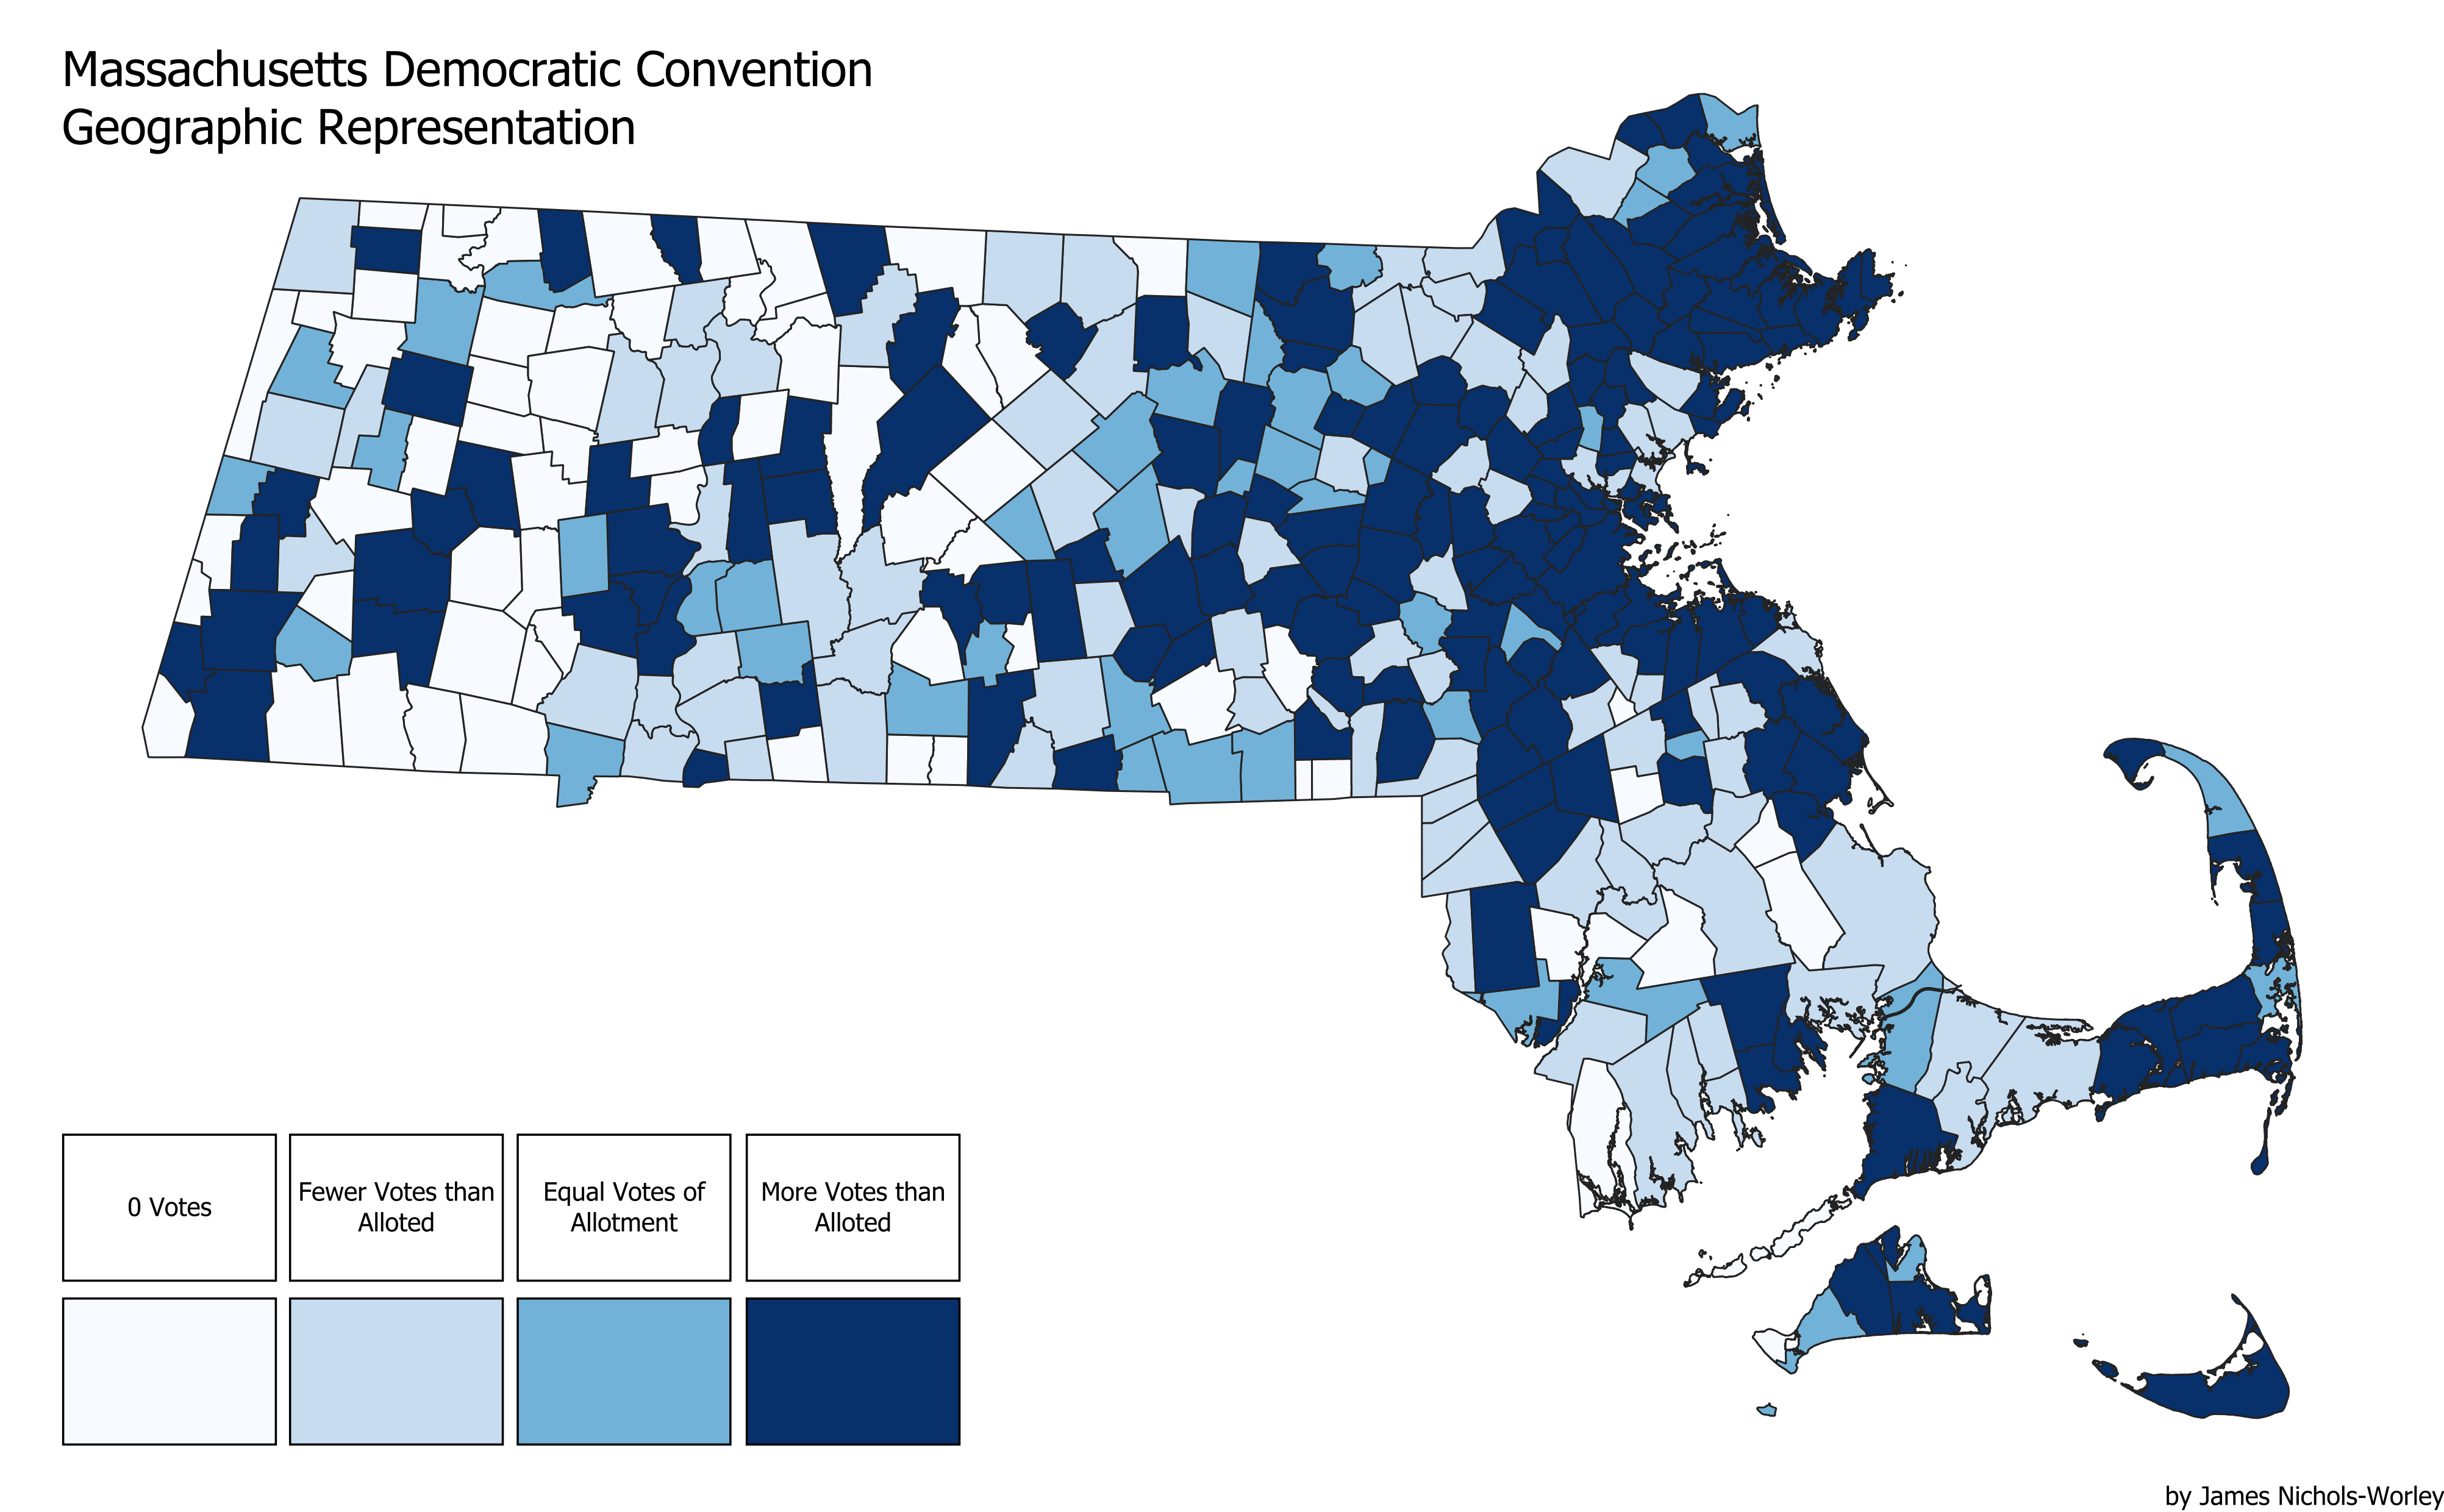 Massachusetts Democratic Convention
Geographic Representation
0 Votes
Fewer Votes than
Alloted
Equal Votes of
Allotment
More Votes than
Alloted
by James Nichols-Worley